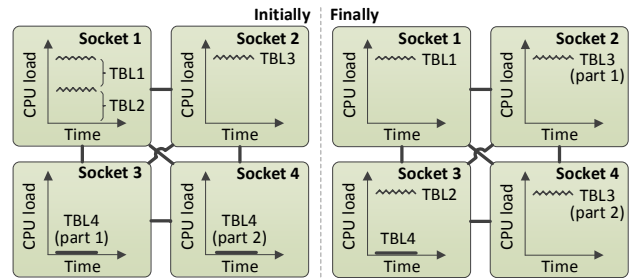 Initially
Finally
Socket 1
CPU load
TBL1
TBL2
Time
Socket 2
CPU load
TBL3
Time
Socket 3
CPU load
TBL4
(part 1)
Time
Socket 4
CPU load
TBL4
(part 2)
Time
Socket 1
CPU load
TBL1
Time
Socket 2
CPU load
TBL3
(part 1)
Time
Socket 3
CPU load
TBL2
TBL4
Time
Socket 4
CPU load
TBL3
(part 2)
Time